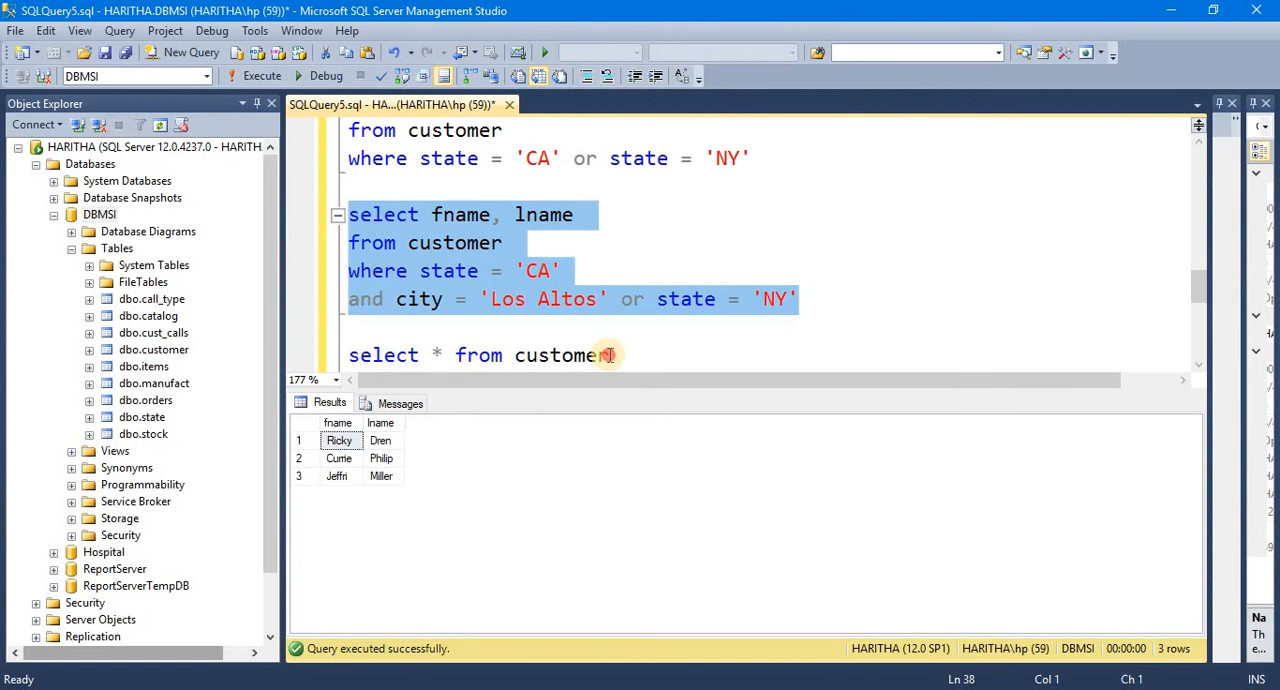 SQLQuery5.sql - HARITHA.DBMSI (HARITHA\hp (59))* - Microsoft SQL Server Management Studio
File Edit View Query Project Debug Tools Window Help
New Query
DBMSI Execute Debug
Object Explorer
SQLQuery5.sql - HA...(HARITHA\hp (59))*
Connect
HARITHA (SQL Server 12.0.4237.0 - HARITH
Databases
System Databases
Database Snapshots
DBMSI
Database Diagrams
Tables
System Tables
FileTables
dbo.call_type
dbo.catalog
dbo.cust_calls
dbo.customer
dbo.items
dbo.manufact
dbo.orders
dbo.state
dbo.stock
Views
Synonyms
Programmability
Service Broker
Storage
Security
Hospital
ReportServer
ReportServerTempDB
Security
Server Objects
Replication
from customer
where state = 'CA' or state = 'NY'
select fname, lname
from customer
where state = 'CA'
and city = 'Los Altos' or state = 'NY'
select * from customer
177 %
Results Messages
fname lname
1 Ricky Dren
2 Currie Philip
3 Jeffri Miller
Query executed successfully.
HARITHA (12.0 SP1) HARITHA\hp (59) DBMSI 00:00:00 3 rows
Na
Th
e...
Ready Ln 38 Col 1 Ch 1 INS